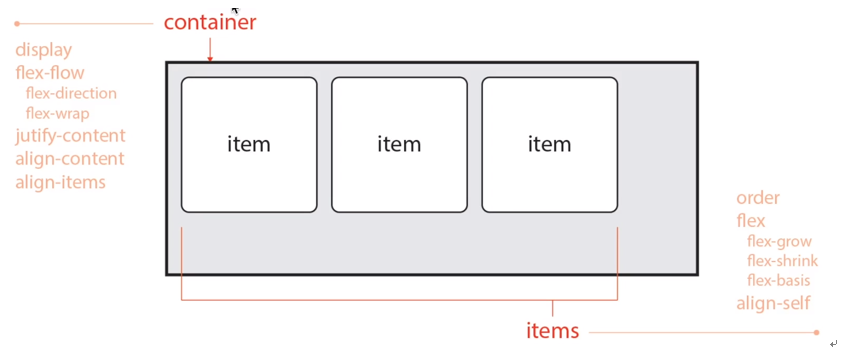 container
display
flex-flow
flex-direction
flex-wrap
jutify-content
align-content
align-items
item item item
order
flex
flex-grow
flex-shrink
flex-basis
align-self
items